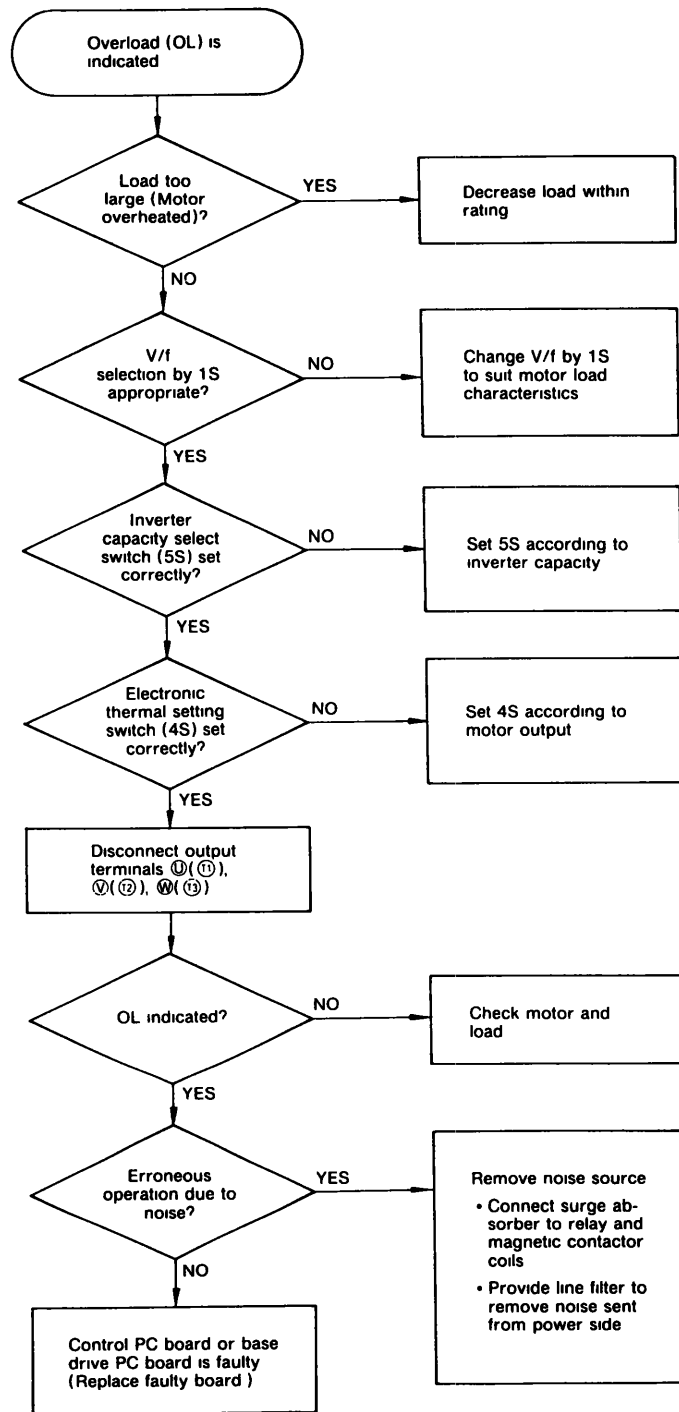 Overload (OL) is
indicated
Load too
large (Motor
overheated)?
YES
Decrease load within
rating
NO
V/f
selection by 1S
appropriate?
NO
Change V/f by 1S
to suit motor load
characteristics
YES
Inverter
capacity select
switch (5S) set
correctly?
NO
Set 5S according to
inverter capacity
YES
Electronic
thermal setting
switch (4S) set
correctly?
NO
Set 4S according to
motor output
YES
Disconnect output
terminals Ⓤ(T1),
Ⓥ(T2), Ⓦ(T3)
OL indicated?
NO
Check motor and
load
YES
Erroneous
operation due to
noise?
YES
Remove noise source
• Connect surge ab-
sorber to relay and
magnetic contactor
coils
• Provide line filter to
remove noise sent
from power side
NO
Control PC board or base
drive PC board is faulty
(Replace faulty board)